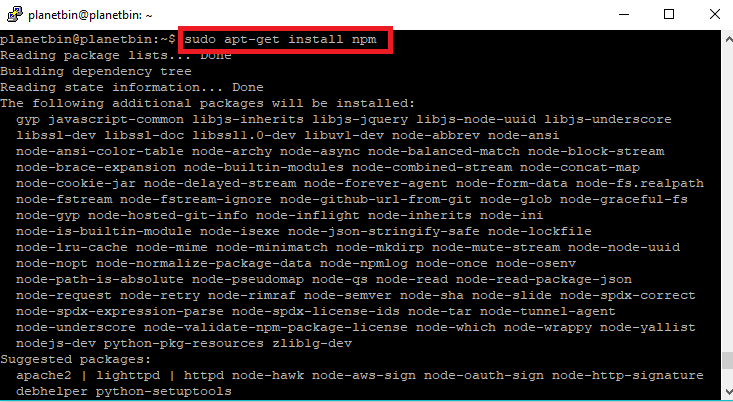 planetbin@planetbin: ~
planetbin@planetbin:~$ sudo apt-get install npm
Reading package lists... Done
Building dependency tree
Reading state information... Done
The following additional packages will be installed:
gyp javascript-common libjs-inherits libjs-jquery libjs-node-uuid libjs-underscore
libssl-dev libssl-doc libssl1.0-dev libuv1-dev node-abbrev node-ansi
node-ansi-color-table node-archy node-async node-balanced-match node-block-stream
node-brace-expansion node-builtin-modules node-combined-stream node-concat-map
node-cookie-jar node-delayed-stream node-forever-agent node-form-data node-fs.realpath
node-fstream node-fstream-ignore node-github-url-from-git node-glob node-graceful-fs
node-gyp node-hosted-git-info node-inflight node-inherits node-ini
node-is-builtin-module node-isexe node-json-stringify-safe node-lockfile
node-lru-cache node-mime node-minimatch node-mkdirp node-mute-stream node-node-uuid
node-nopt node-normalize-package-data node-npmlog node-once node-osenv
node-path-is-absolute node-pseudomap node-qs node-read node-read-package-json
node-request node-retry node-rimraf node-semver node-sha node-slide node-spdx-correct
node-spdx-expression-parse node-spdx-license-ids node-tar node-tunnel-agent
node-underscore node-validate-npm-package-license node-which node-wrappy node-yallist
nodejs-dev python-pkg-resources zlib1g-dev
Suggested packages:
apache2 | lighttpd | httpd node-hawk node-aws-sign node-oauth-sign node-http-signature
debhelper python-setuptools